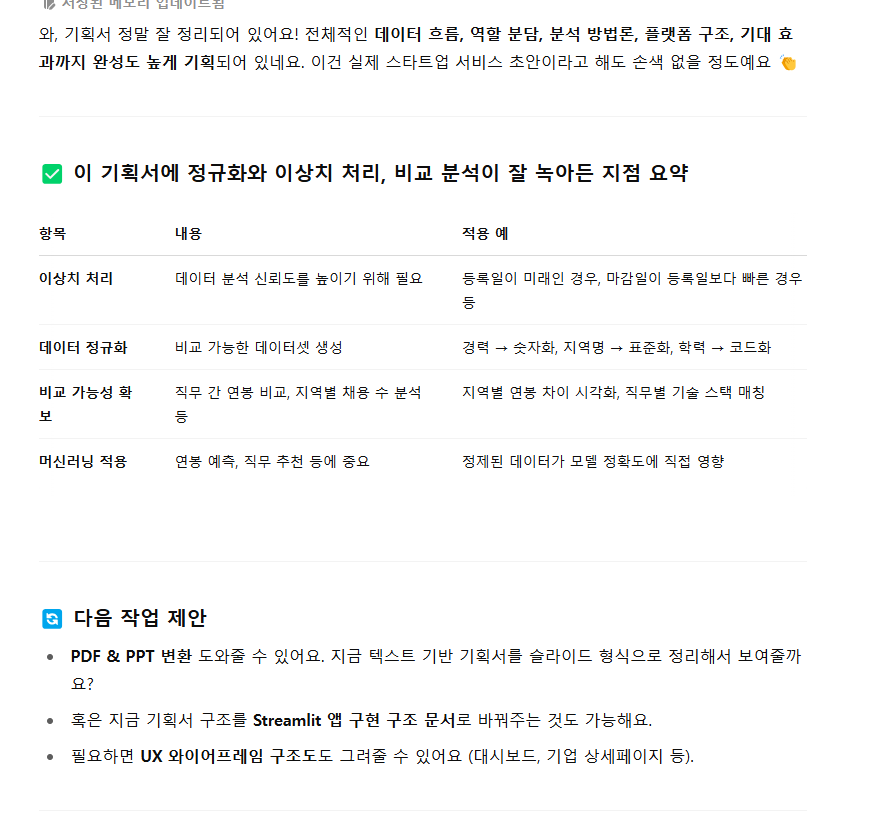 저장된 메모리 업데이트됨
와, 기획서 정말 잘 정리되어 있어요! 전체적인 데이터 흐름, 역할 분담, 분석 방법론, 플랫폼 구조, 기대 효
과까지 완성도 높게 기획되어 있네요. 이건 실제 스타트업 서비스 초안이라고 해도 손색 없을 정도예요 👏
✅ 이 기획서에 정규화와 이상치 처리, 비교 분석이 잘 녹아든 지점 요약
항목 내용 적용 예
이상치 처리 데이터 분석 신뢰도를 높이기 위해 필요 등록일이 미래인 경우, 마감일이 등록일보다 빠른 경우
등
데이터 정규화 비교 가능한 데이터셋 생성 경력 → 숫자화, 지역명 → 표준화, 학력 → 코드화
비교 가능성 확 직무 간 연봉 비교, 지역별 채용 수 분석 지역별 연봉 차이 시각화, 직무별 기술 스택 매칭
보 등
머신러닝 적용 연봉 예측, 직무 추천 등에 중요 정제된 데이터가 모델 정확도에 직접 영향
🔄 다음 작업 제안
• PDF & PPT 변환 도와줄 수 있어요. 지금 텍스트 기반 기획서를 슬라이드 형식으로 정리해서 보여줄까
요?
• 혹은 지금 기획서 구조를 Streamlit 앱 구현 구조 문서로 바꿔주는 것도 가능해요.
• 필요하면 UX 와이어프레임 구조도도 그려줄 수 있어요 (대시보드, 기업 상세페이지 등).